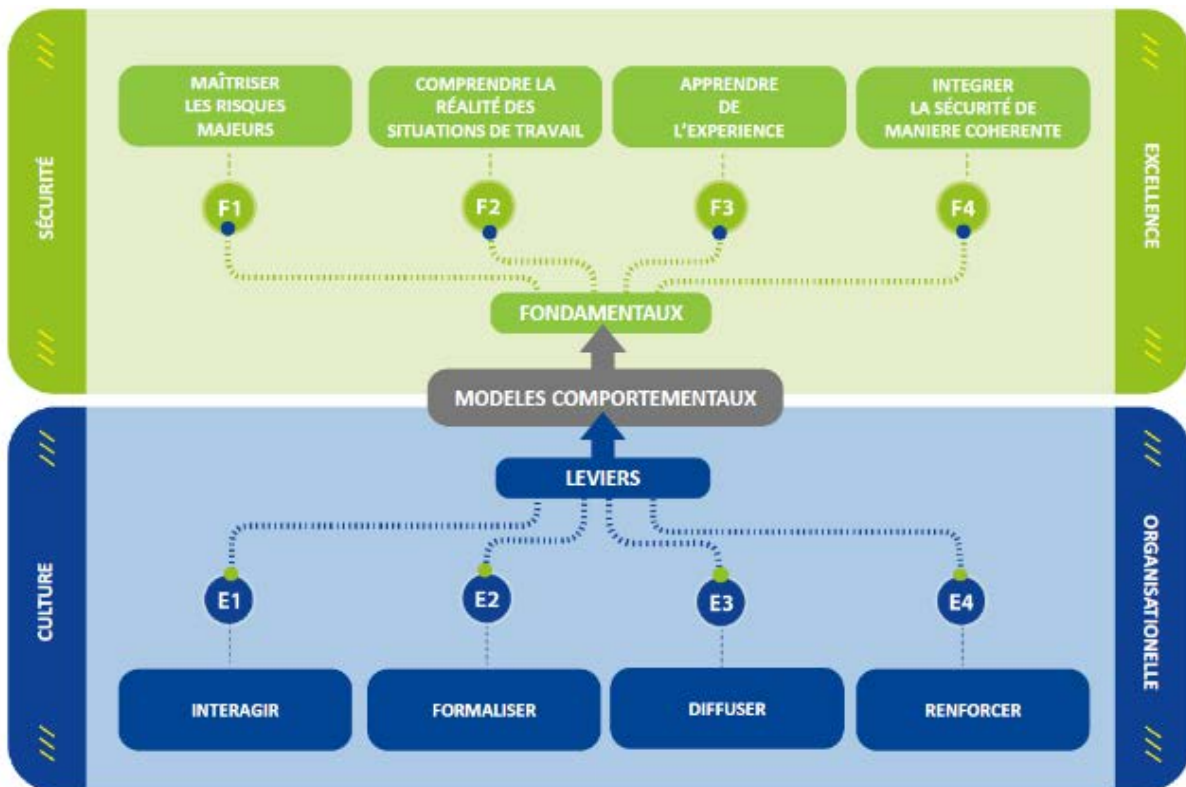 SÉCURITÉ
EXCELLENCE
MAÎTRISER
LES RISQUES
MAJEURS
COMPRENDRE LA
RÉALITÉ DES
SITUATIONS DE TRAVAIL
APPRENDRE
DE
L'EXPERIENCE
INTEGRER
LA SÉCURITÉ DE
MANIERE COHERENTE
F1
F2
F3
F4
FONDAMENTAUX
MODELES COMPORTEMENTAUX
LEVIERS
CULTURE
ORGANISATIONELLE
E1
E2
E3
E4
INTERAGIR
FORMALISER
DIFFUSER
RENFORCER